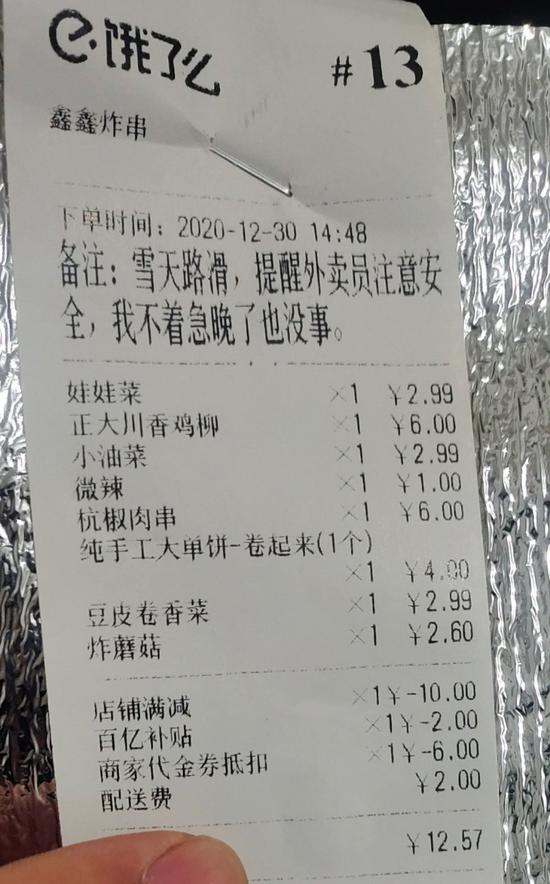 e.饿了么
#13
鑫鑫炸串
下单时间：2020-12-30 14:48
备注：雪天路滑，提醒外卖员注意安
全，我不着急晚了也没事。
娃娃菜 ×1 ￥2.99
正大川香鸡柳 ×1 ￥6.00
小油菜 ×1 ￥2.99
微辣 ×1 ￥1.00
杭椒肉串 ×1 ￥6.00
纯手工大单饼-卷起来(1个)
×1 ￥4.00
豆皮卷香菜 ×1 ￥2.99
炸蘑菇 ×1 ￥2.60
店铺满减 ×1￥-10.00
百亿补贴 ×1￥-2.00
商家代金券抵扣 ×1￥-6.00
配送费 ￥2.00
￥12.57